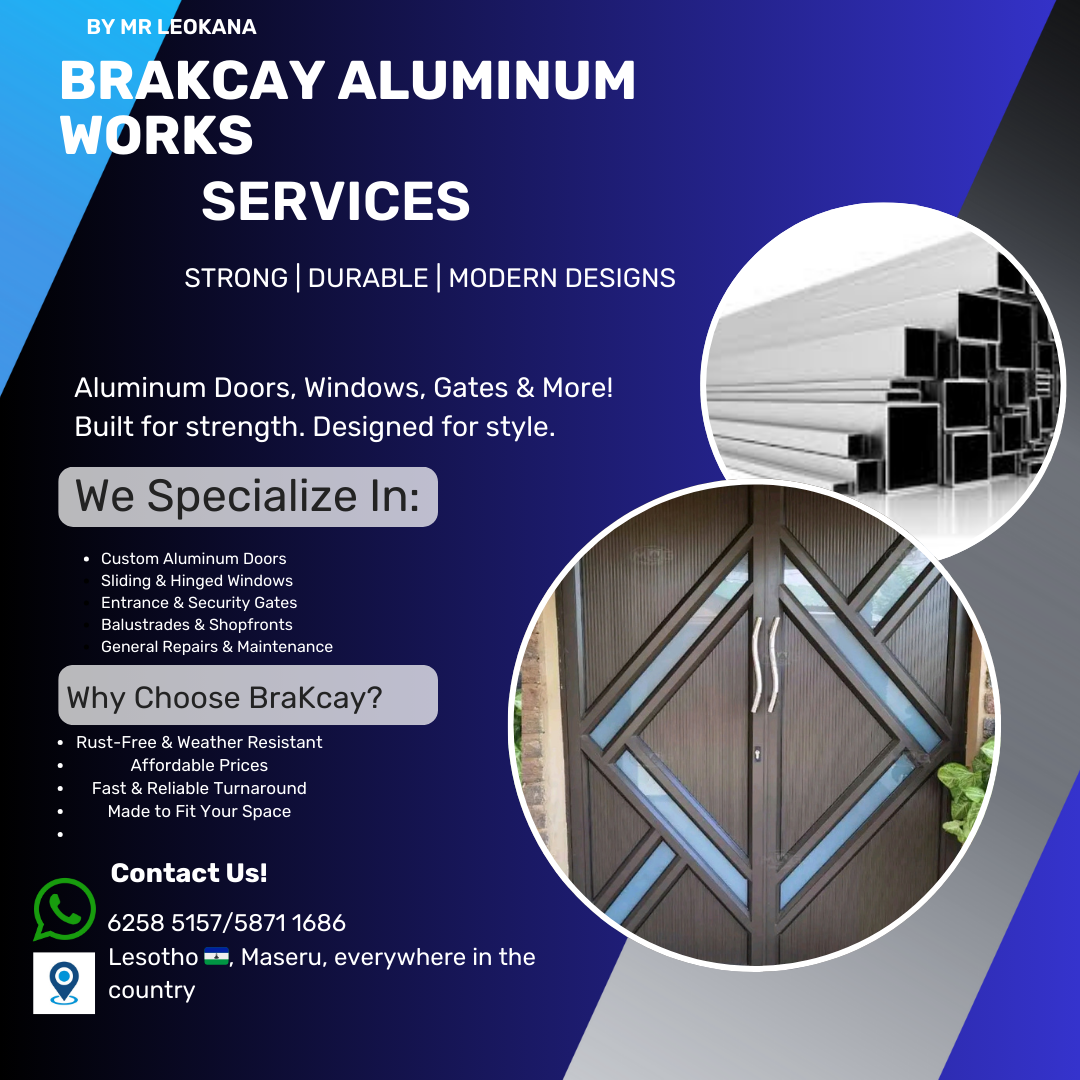 BY MR LEOKANA
BRAKCAY ALUMINUM
WORKS
SERVICES
STRONG | DURABLE | MODERN DESIGNS
Aluminum Doors, Windows, Gates & More!
Built for strength. Designed for style.
We Specialize In:
• Custom Aluminum Doors
Sliding & Hinged Windows
Entrance & Security Gates
Balustrades & Shopfronts
General Repairs & Maintenance
Why Choose BraKcay?
• Rust-Free & Weather Resistant
• Affordable Prices
• Fast & Reliable Turnaround
• Made to Fit Your Space
•
Contact Us!
6258 5157/5871 1686
Lesotho 🇱🇸, Maseru, everywhere in the
country